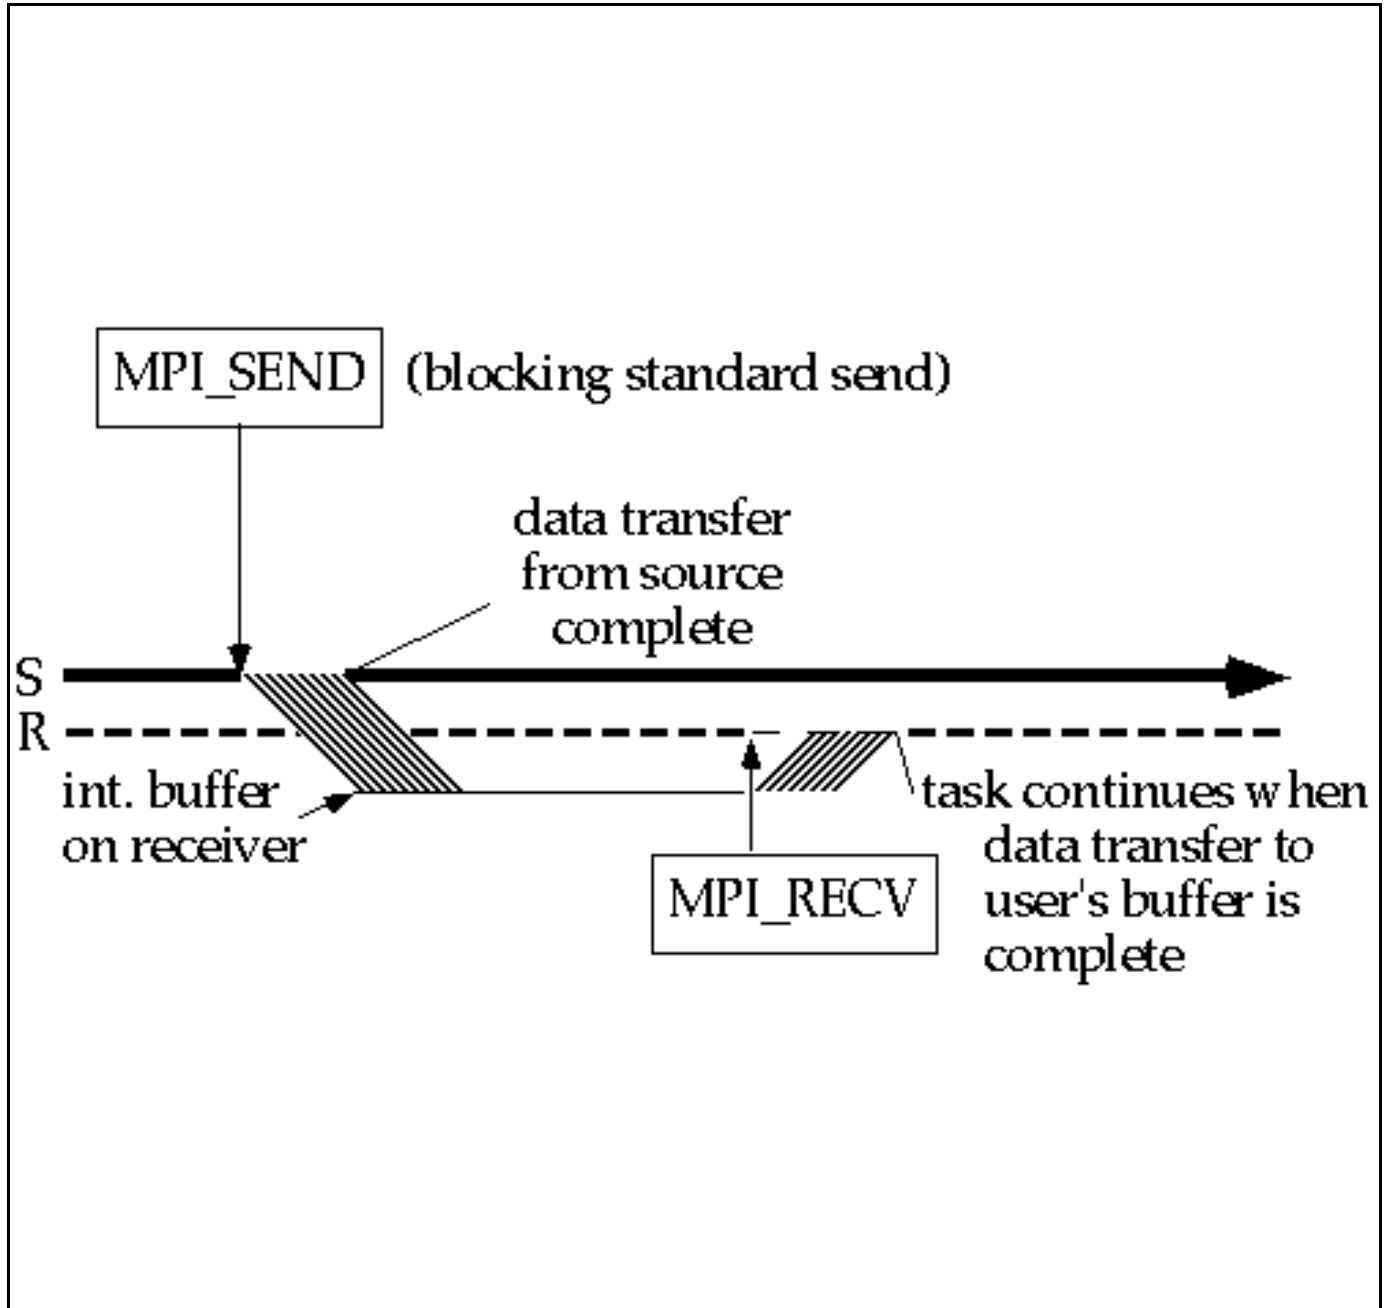 MPI_SEND (blocking standard send)
data transfer
from source
complete
S
R
int. buffer
on receiver
MPI_RECV
task continues when
data transfer to
user's buffer is
complete